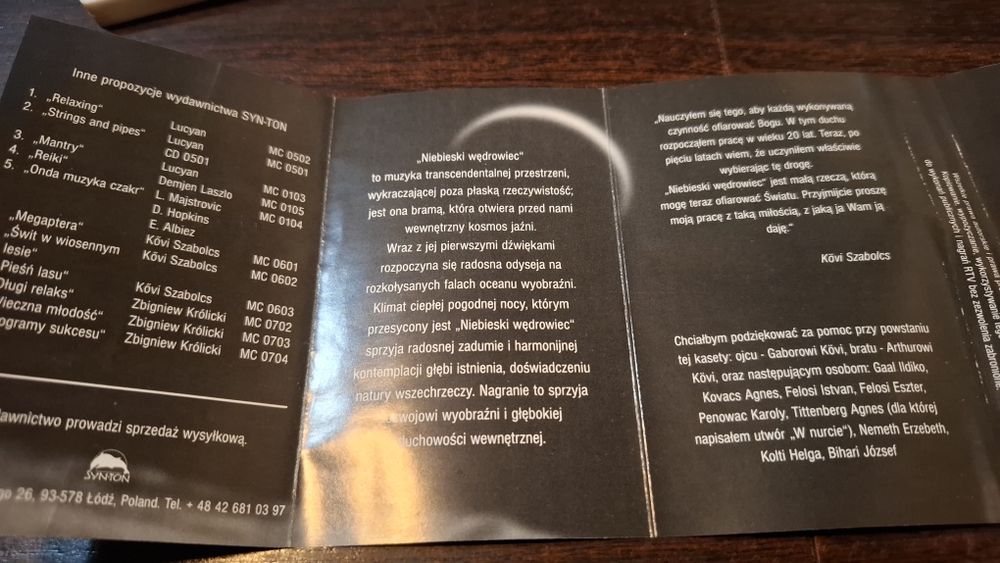 Inne propozycje wydawnictwa SYN-TON
1. „Relaxing" Lucyan MC 0502
2. „Strings and pipes" Lucyan MC 0501
CD 0501
3. „Mantry" Lucyan MC 0103
4. „Reiki" Demjen Laszlo MC 0105
5. „Onda muzyka czakr" L. Majstrovic MC 0104
D. Hopkins
E. Albiez
„Megaptera" Kövi Szabolcs MC 0601
„Świt w wiosennym Kövi Szabolcs MC 0602
lesie"
Pieśń lasu" Kövi Szabolcs MC 0603
Długi relaks" Zbigniew Królicki MC 0702
młodość" Zbigniew Królicki MC 0703
sukcesu" Zbigniew Królicki MC 0704
prowadzi sprzedaż wysyłkową.
SYN-TON
26, 93-578 Łódź, Poland. Tel. + 48 42 681 03 97
„Niebieski wędrowiec"
to muzyka transcendentalnej przestrzeni,
wykraczającej poza płaską rzeczywistość;
jest ona bramą, która otwiera przed nami
wewnętrzny kosmos jaźni.
Wraz z jej pierwszymi dźwiękami
rozpoczyna się radosna odyseja na
rozkołysanych falach oceanu wyobraźni.
Klimat ciepłej pogodnej nocy, którym
przesycony jest „Niebieski wędrowiec"
sprzyja radosnej zadumie i harmonijnej
kontemplacji głębi istnienia, doświadczeniu
natury wszechrzeczy. Nagranie to sprzyja
wyobraźni i głębokiej
duchowości wewnętrznej.
„Nauczyłem się tego, aby każdą wykonywaną
czynność ofiarować Bogu. W tym duchu
rozpocząłem pracę w wieku 20 lat. Teraz, po
pięciu latach wiem, że uczyniłem właściwie
wybierając tę drogę.
„Niebieski wędrowiec" jest małą rzeczą, którą
mogę teraz ofiarować Światu. Przyjmijcie proszę
moją pracę z taką miłością, z jaką ja Wam ją
daję."
Kövi Szabolcs
Chciałbym podziękować za pomoc przy powstaniu
tej kasety: ojcu - Gaborowi Kövi, bratu - Arthurowi
Kövi, oraz następującym osobom: Gaal Ildiko,
Kovacs Agnes, Felosi Istvan, Felosi Eszter,
Penowac Karoly, Tittenberg Agnes (dla której
napisałem utwór „W nurcie"), Nemeth Erzebeth,
Kolti Helga, Bihari József
wykorzystywanie
do i nagrań RTV bez zezwolenia